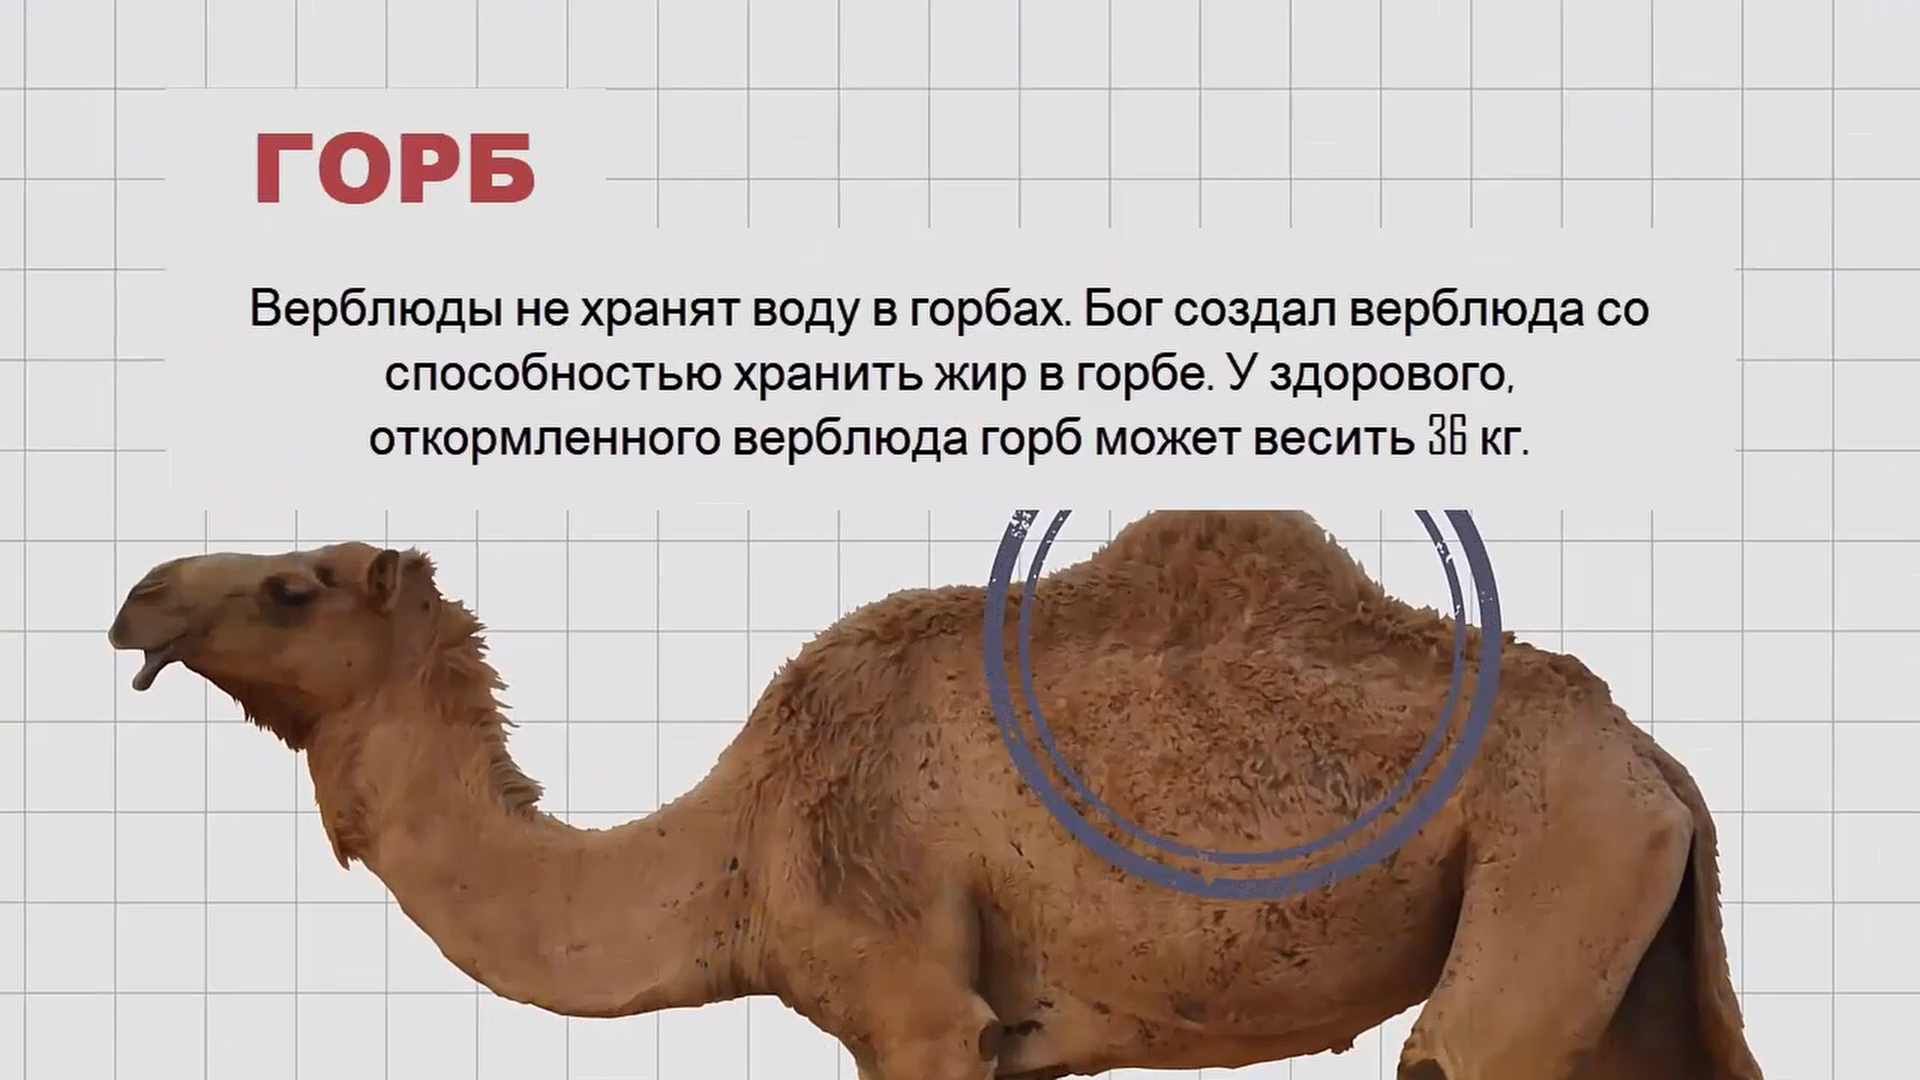 ГОРБ
Верблюды не хранят воду в горбах. Бог создал верблюда со
способностью хранить жир в горбе. У здорового,
откормленного верблюда горб может весить 36 кг.